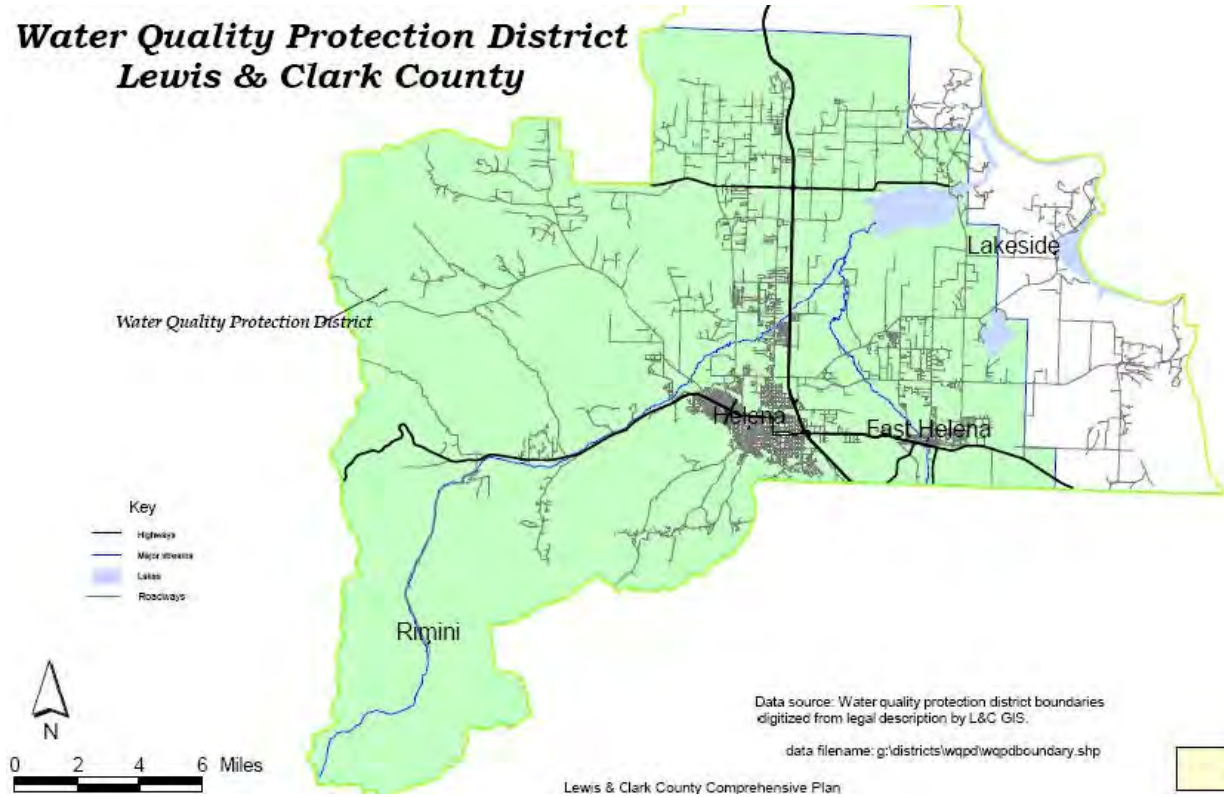 Water Quality Protection District
Lewis & Clark County
Lakeside
Water Quality Protection District
Helena
East Helena
Key
Highways
Major streams
Lakes
Roadways
Rimini
N
0 2 4 6 Miles
Data source: Water quality protection district boundaries
digitized from legal description by L&C GIS.
data filename: g:\districts\wqpd\wqpdboundary.shp
Lewis & Clark County Comprehensive Plan